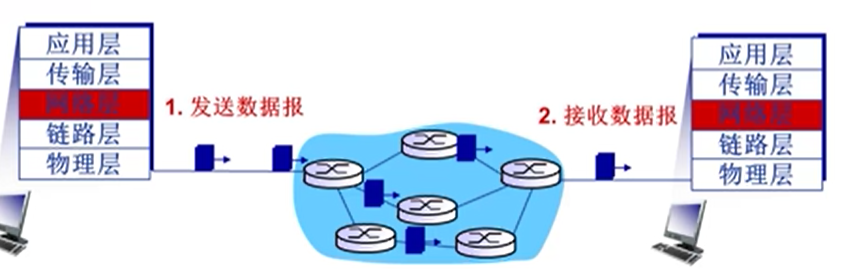 应用层
传输层
网络层
链路层
物理层
1. 发送数据报
2. 接收数据报
应用层
传输层
网络层
链路层
物理层